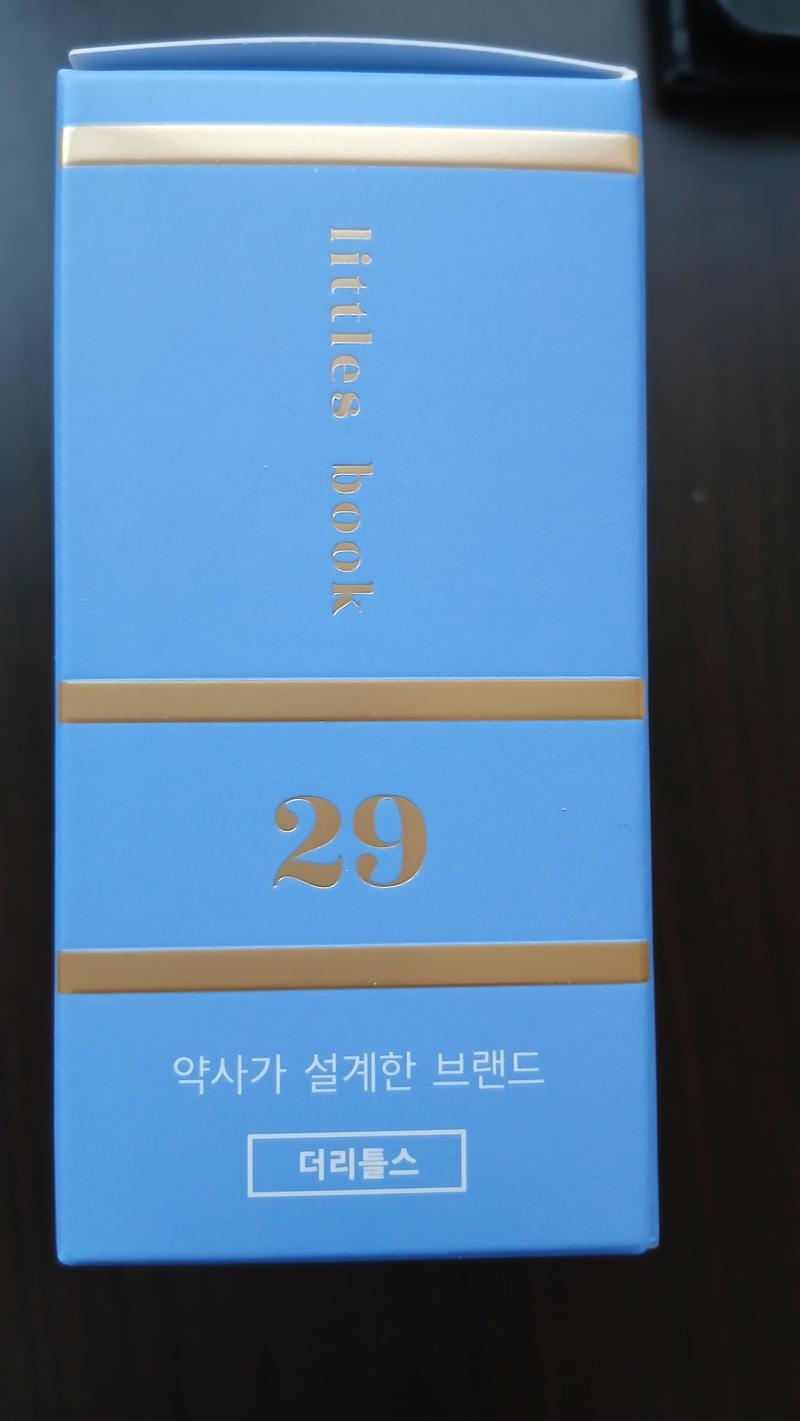 littles book
29
약사가 설계한 브랜드
더리틀스